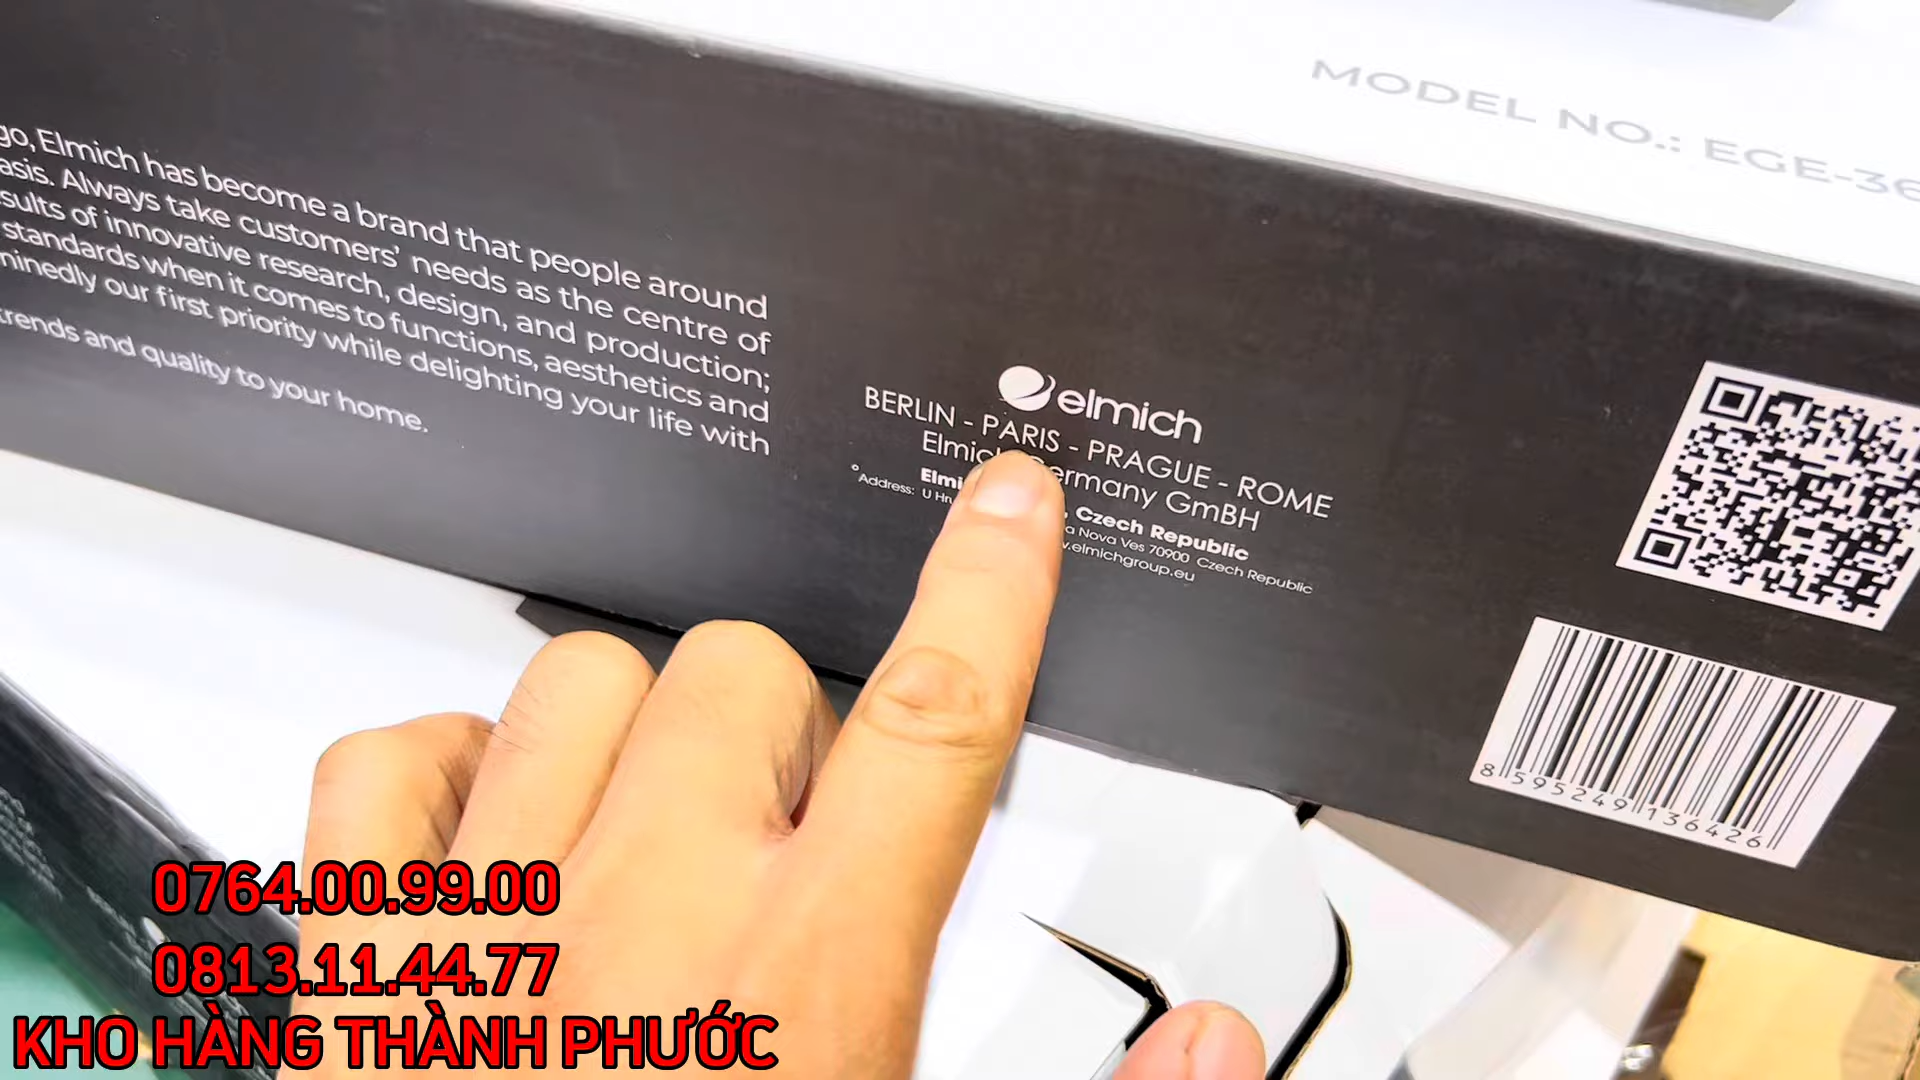 MODEL NO.: EGE-36
go, Elmich has become a brand that people around
asis. Always take customers' needs as the centre of
sults of innovative research, design, and production;
standards when it comes to functions, aesthetics and
minedly our first priority while delighting your life with
trends and quality to your home.
elmich
BERLIN - PARIS - PRAGUE - ROME
Elmich Germany GmBH
Elmi , Czech Republic
Address: U Hr a Nova Ves 70900 Czech Republic
w.elmichgroup.eu
8 595249 136426
0764.00.99.00
0813.11.44.77
KHO HÀNG THÀNH PHƯỚC